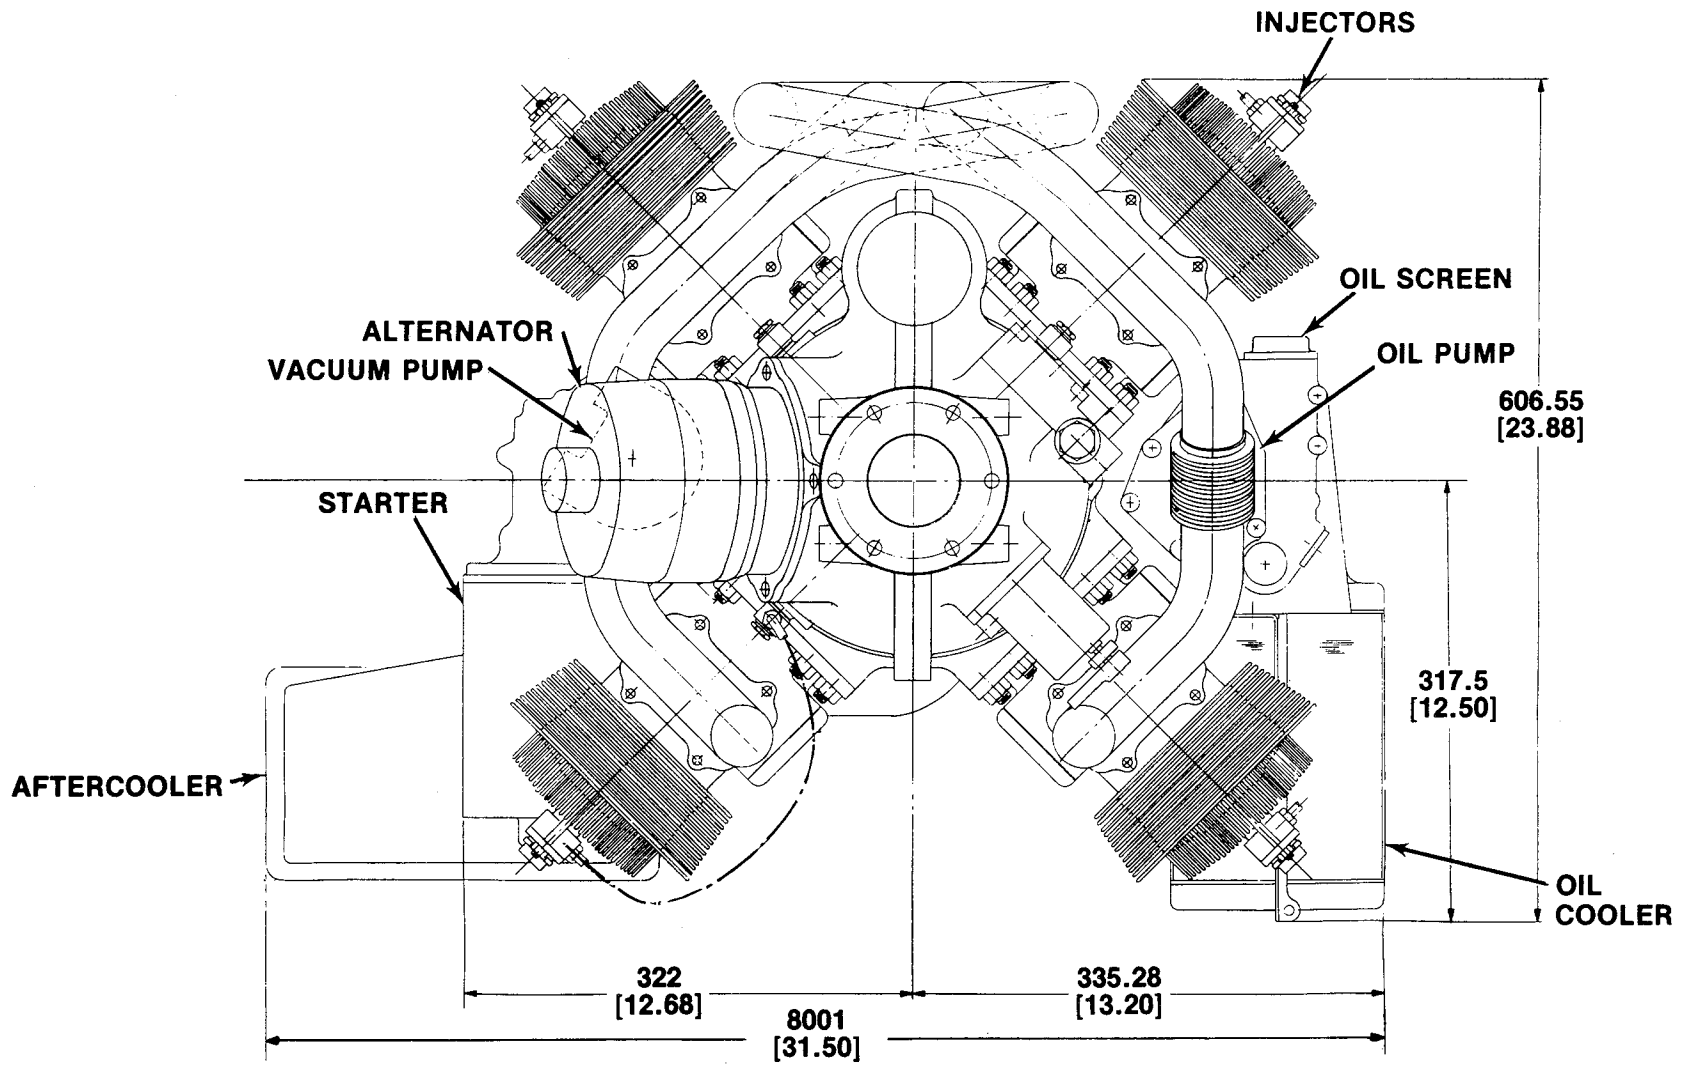 INJECTORS
OIL SCREEN
ALTERNATOR
OIL PUMP
VACUUM PUMP
606.55
[23.88]
STARTER
317.5
[12.50]
AFTERCOOLER
OIL
COOLER
322
[12.68]
335.28
[13.20]
8001
[31.50]